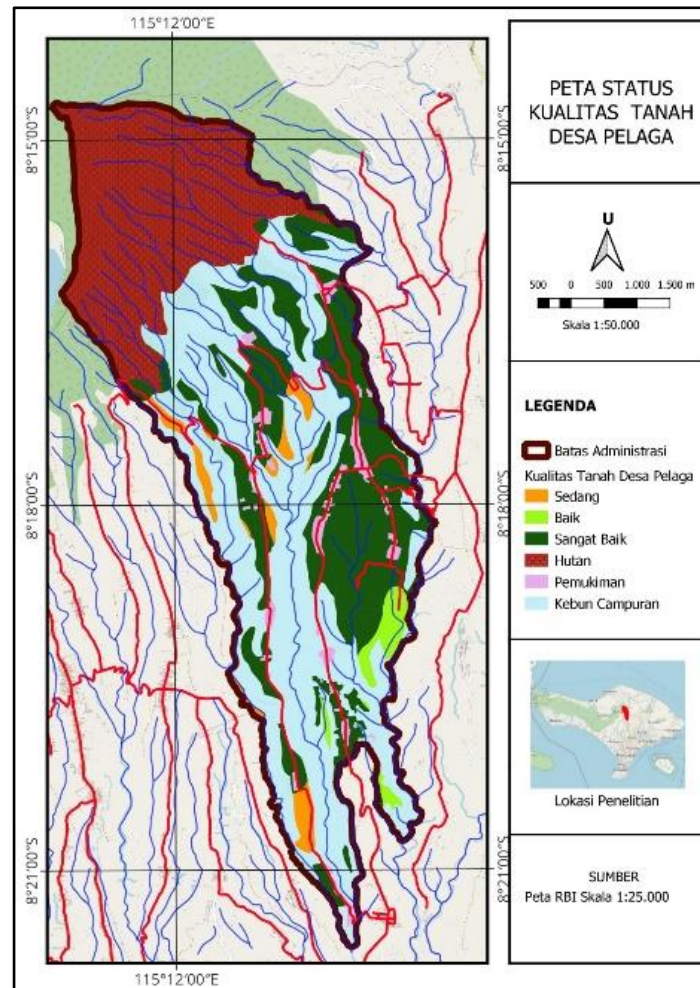 115°12'00"E
8°15'00"S
8°15'00"S
8°18'00"S
8°18'00"S
8°21'00"S
8°21'00"S
115°12'00"E
PETA STATUS
KUALITAS TANAH
DESA PELAGA
U
500 0 500 1.000 1.500 m
Skala 1:50.000
LEGENDA
Batas Administrasi
Kualitas Tanah Desa Pelaga
Sedang
Baik
Sangat Baik
Hutan
Pemukiman
Kebun Campuran
Lokasi Penelitian
SUMBER
Peta RBI Skala 1:25.000